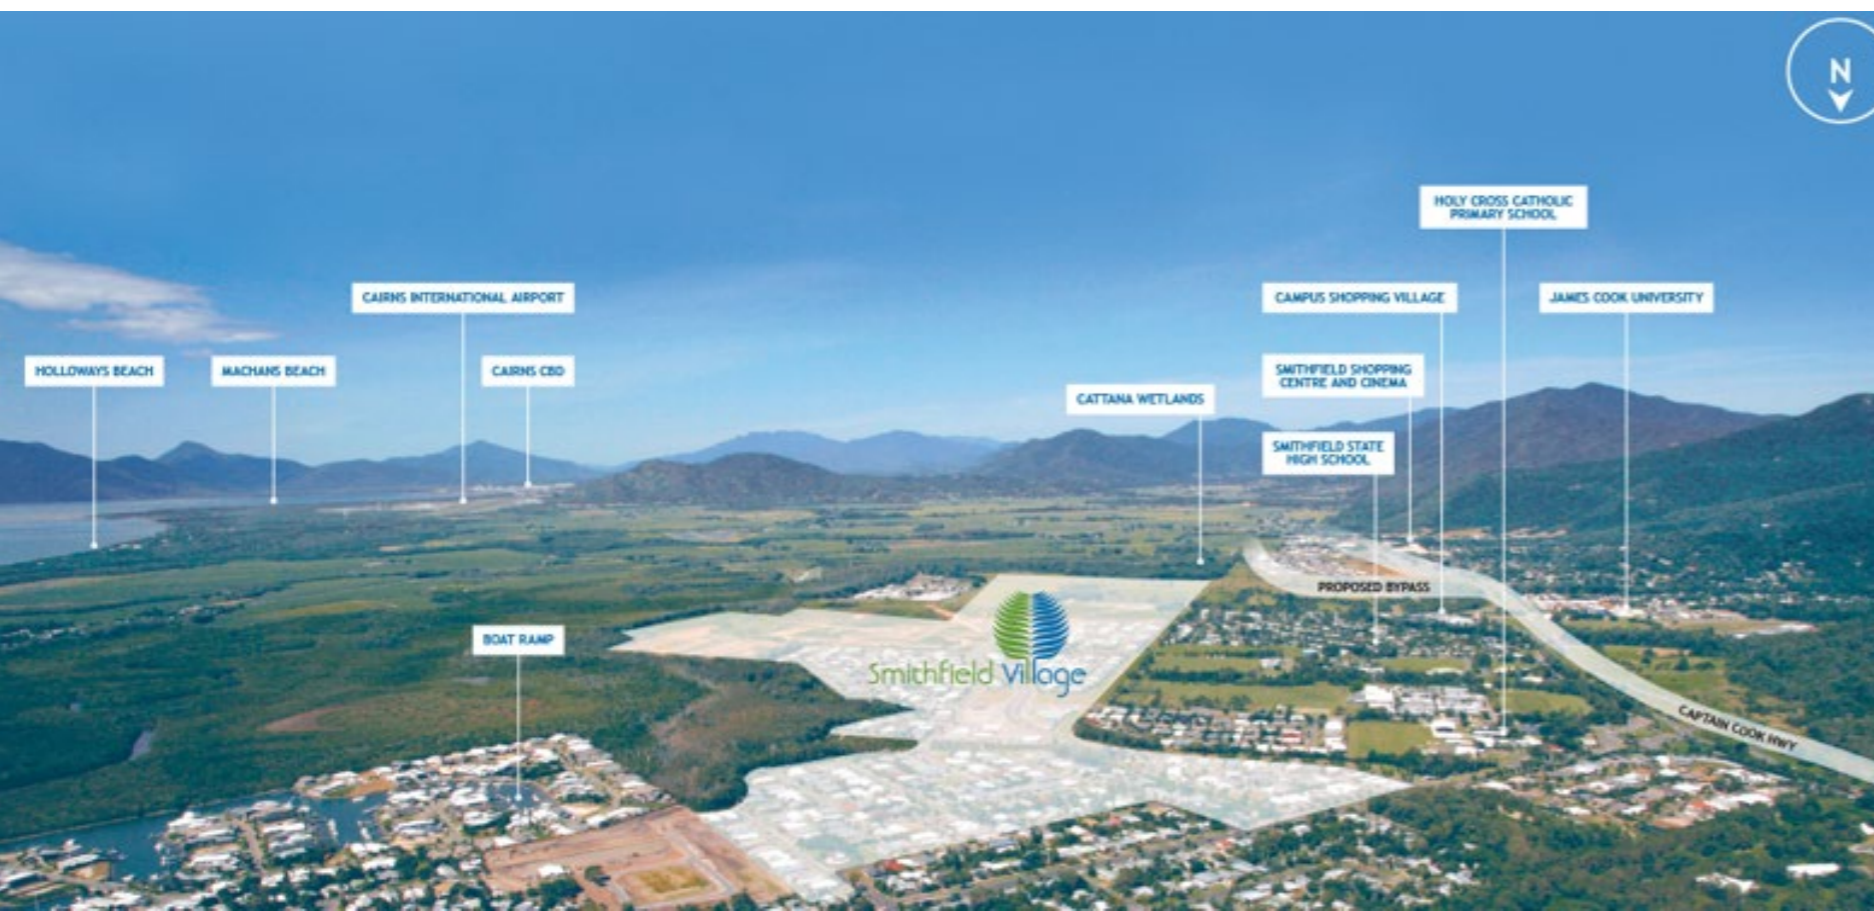 N
HOLY CROSS CATHOLIC
PRIMARY SCHOOL
CAIRNS INTERNATIONAL AIRPORT
CAMPUS SHOPPING VILLAGE
JAMES COOK UNIVERSITY
HOLLOWAYS BEACH
MACHANS BEACH
CAIRNS CBD
SMITHFIELD SHOPPING
CENTRE AND CINEMA
CATTANA WETLANDS
SMITHFIELD STATE
HIGH SCHOOL
PROPOSED BYPASS
BOAT RAMP
Smithfield Village
CAPTAIN COOK HWY